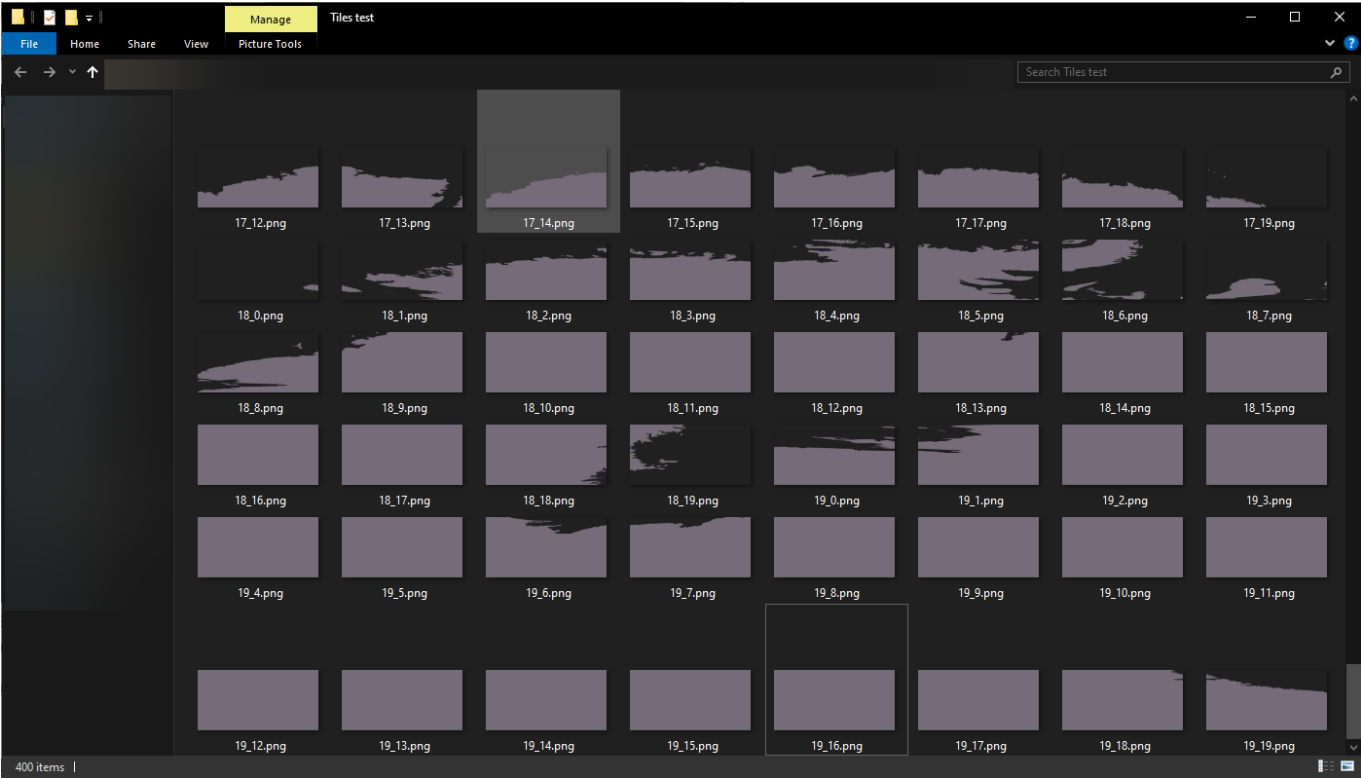 Manage
Tiles test
File
Home
Share
View
Picture Tools
?
Search Tiles test
17_12.png
17_13.png
17_14.png
17_15.png
17_16.png
17_17.png
17_18.png
17_19.png
18_0.png
18_1.png
18_2.png
18_3.png
18_4.png
18_5.png
18_6.png
18_7.png
18_8.png
18_9.png
18_10.png
18_11.png
18_12.png
18_13.png
18_14.png
18_15.png
18_16.png
18_17.png
18_18.png
18_19.png
19_0.png
19_1.png
19_2.png
19_3.png
19_4.png
19_5.png
19_6.png
19_7.png
19_8.png
19_9.png
19_10.png
19_11.png
19_12.png
19_13.png
19_14.png
19_15.png
19_16.png
19_17.png
19_18.png
19_19.png
400 items